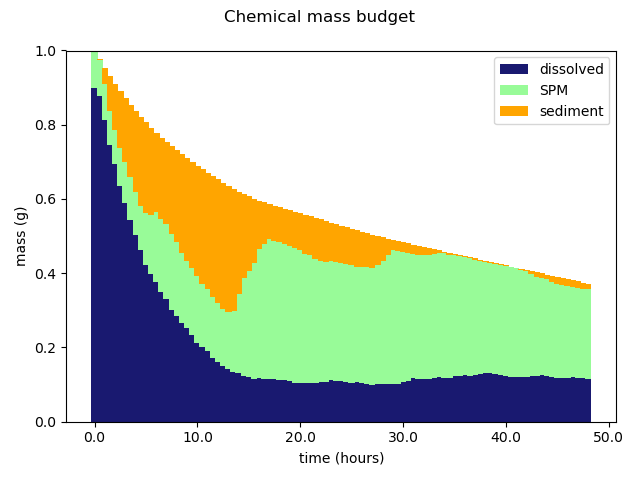 Chemical mass budget
1.0
0.8
0.6
0.4
0.2
0.0
mass (g)
dissolved
SPM
sediment
0.0 10.0 20.0 30.0 40.0 50.0
time (hours)